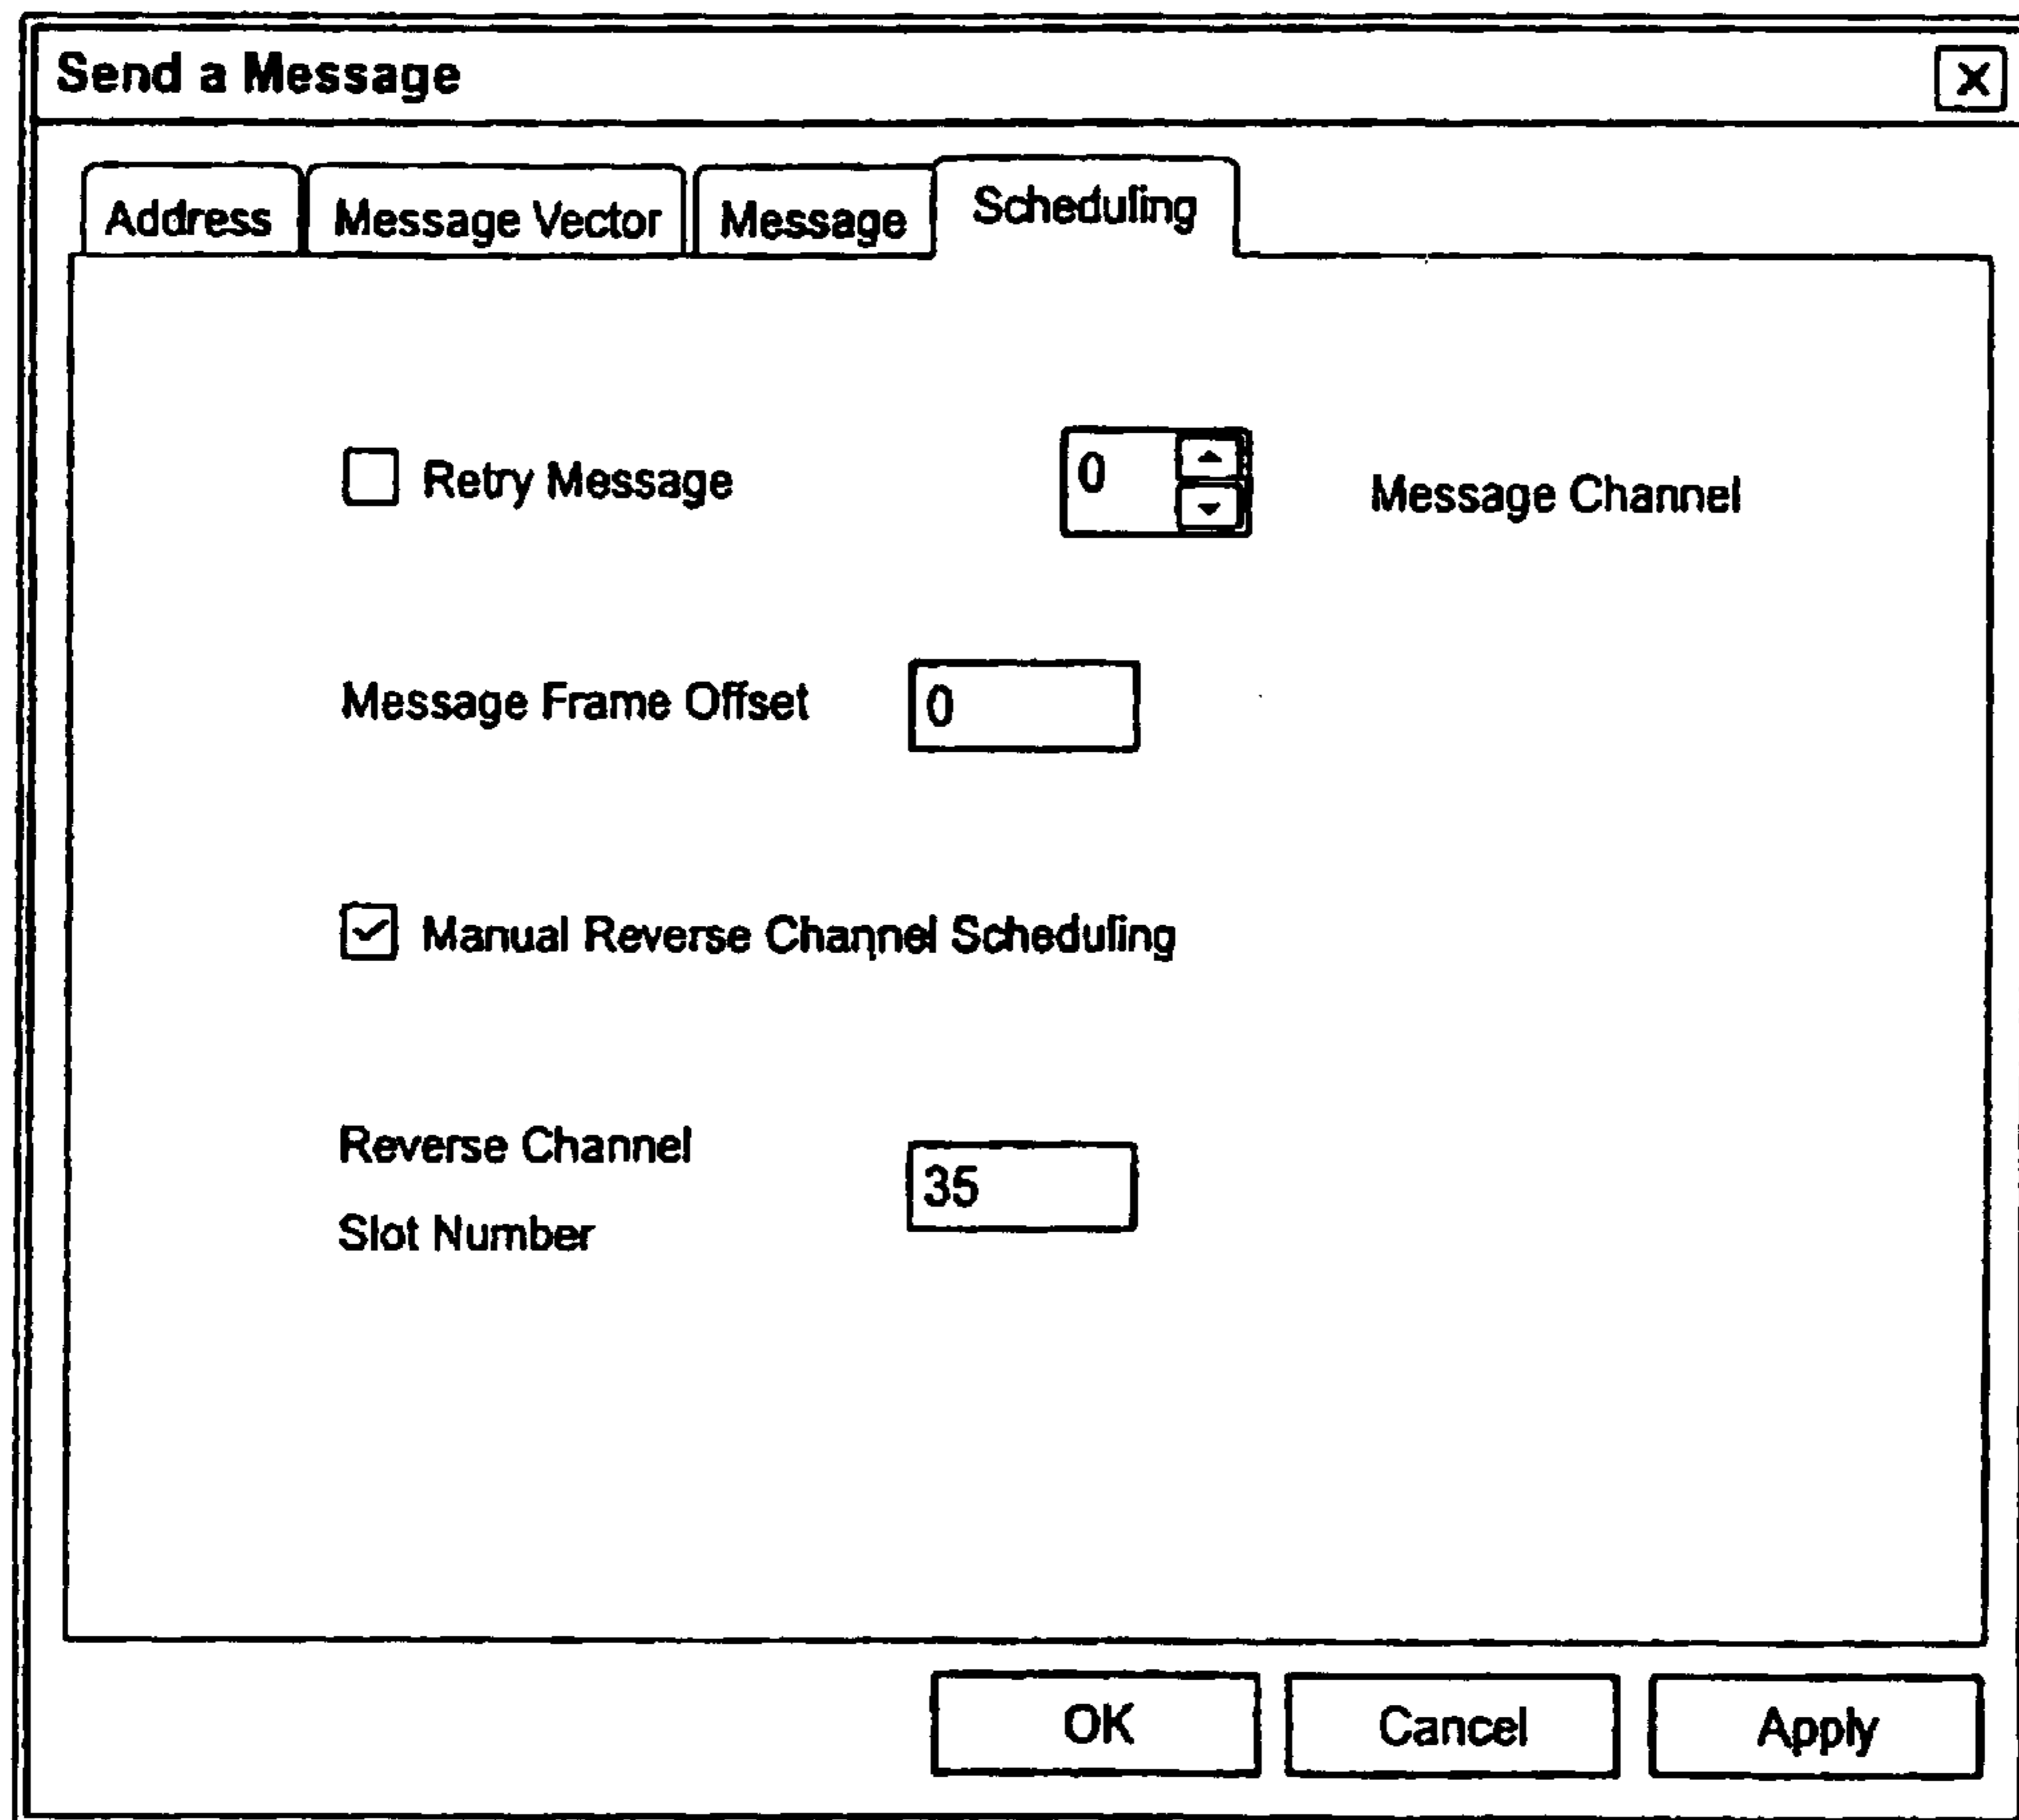 Send a Message
Address Message Vector Message Scheduling
Retry Message 0 Message Channel
Message Frame Offset 0
Manual Reverse Channel Scheduling
Reverse Channel
Slot Number 35
OK Cancel Apply